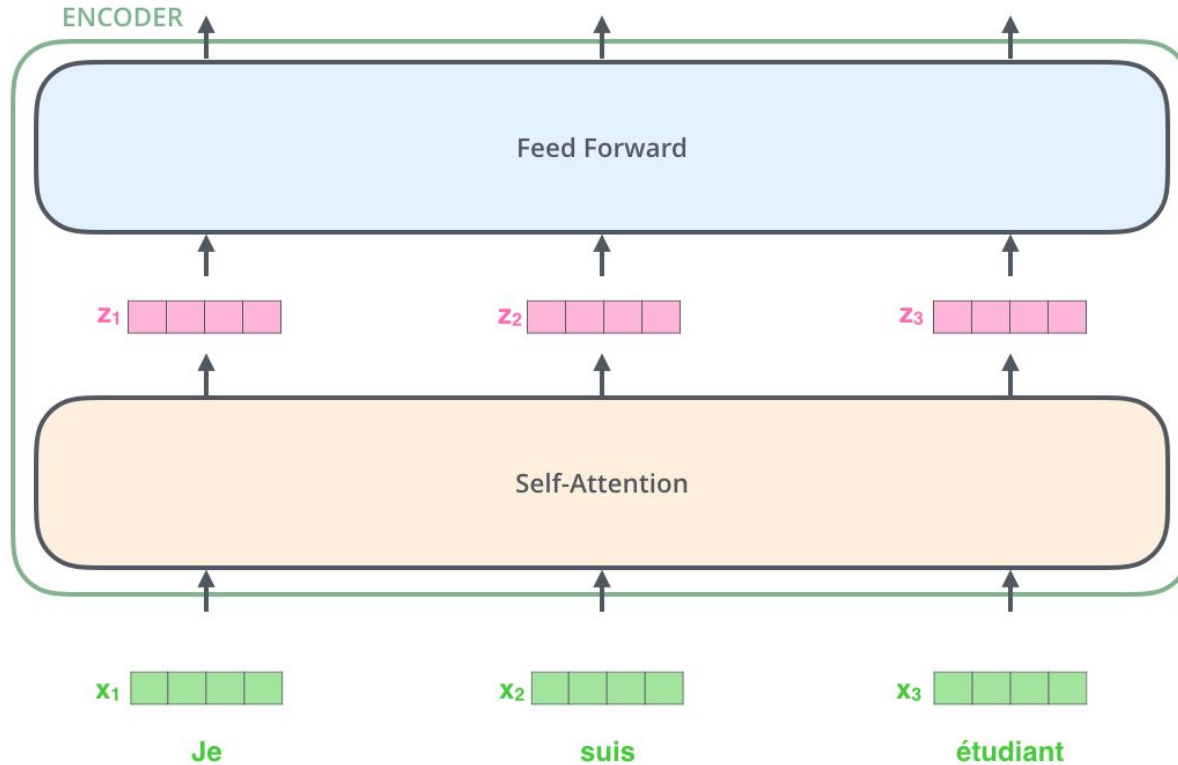 ENCODER
Feed Forward
z₁ z₂ z₃
Self-Attention
x₁ x₂ x₃
Je suis étudiant